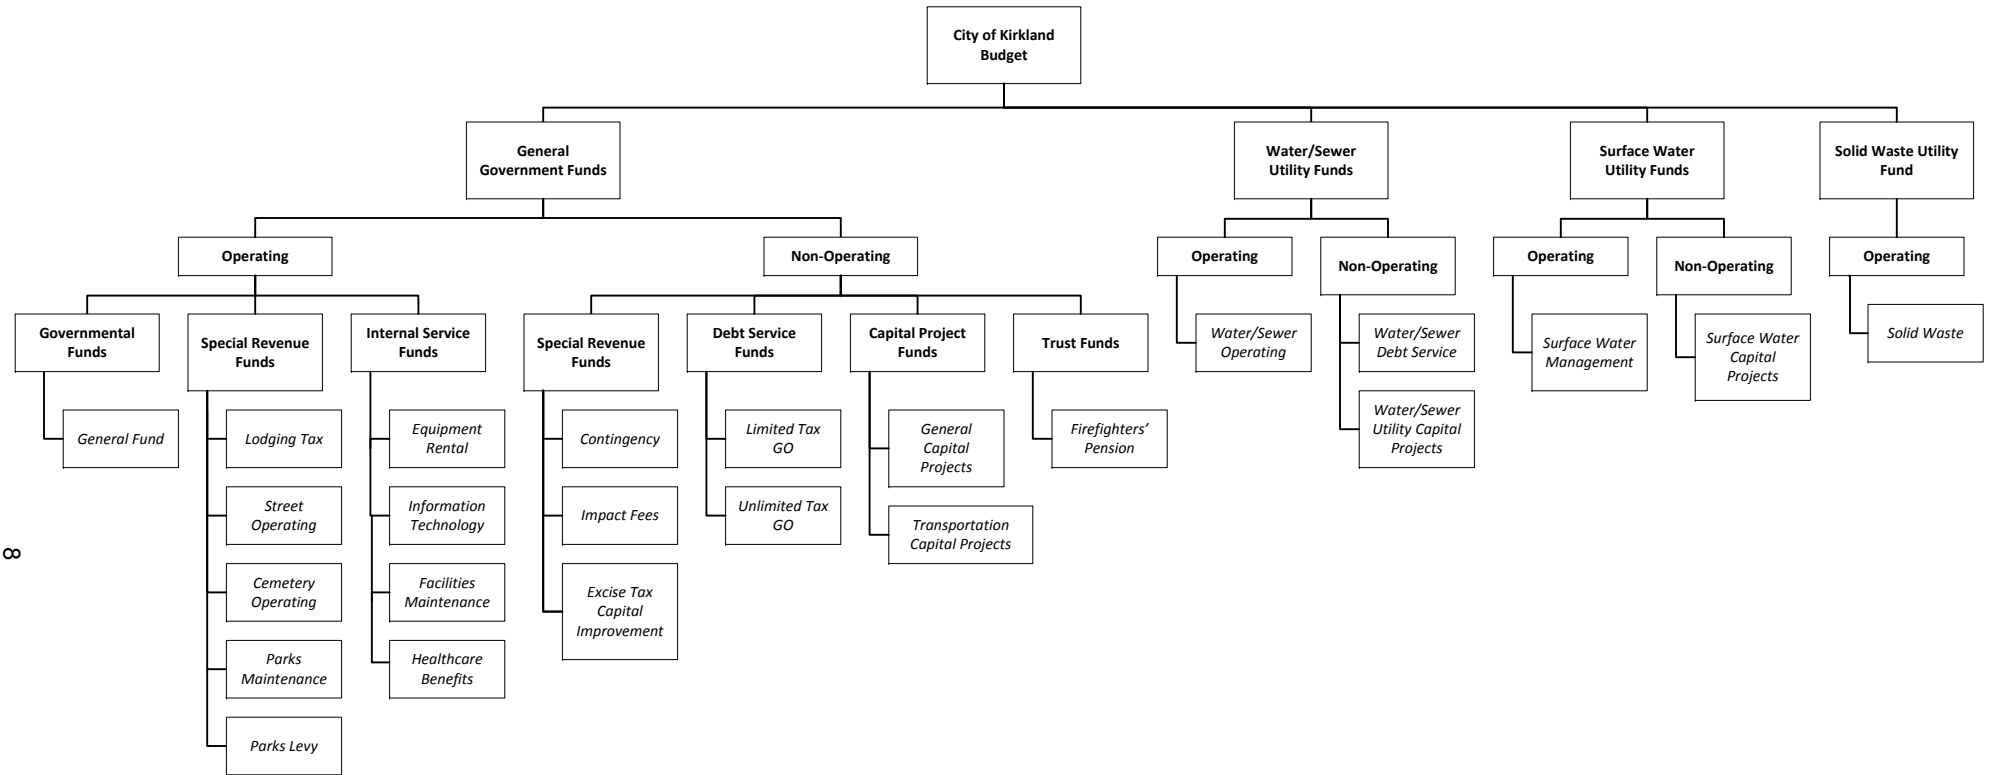 City of Kirkland
Budget
General
Government Funds
Water/Sewer
Utility Funds
Surface Water
Utility Funds
Solid Waste Utility
Fund
Operating
Non-Operating
Operating
Non-Operating
Operating
Non-Operating
Operating
Governmental
Funds
Special Revenue
Funds
Internal Service
Funds
Special Revenue
Funds
Debt Service
Funds
Capital Project
Funds
Trust Funds
Water/Sewer
Operating
Water/Sewer
Debt Service
Surface Water
Management
Surface Water
Capital
Projects
Solid Waste
General Fund
Lodging Tax
Equipment
Rental
Contingency
Limited Tax
GO
General
Capital
Projects
Firefighters’
Pension
Water/Sewer
Utility Capital
Projects
Street
Operating
Information
Technology
Impact Fees
Unlimited Tax
GO
Transportation
Capital Projects
Cemetery
Operating
Facilities
Maintenance
Excise Tax
Capital
Improvement
Parks
Maintenance
Healthcare
Benefits
Parks Levy
8